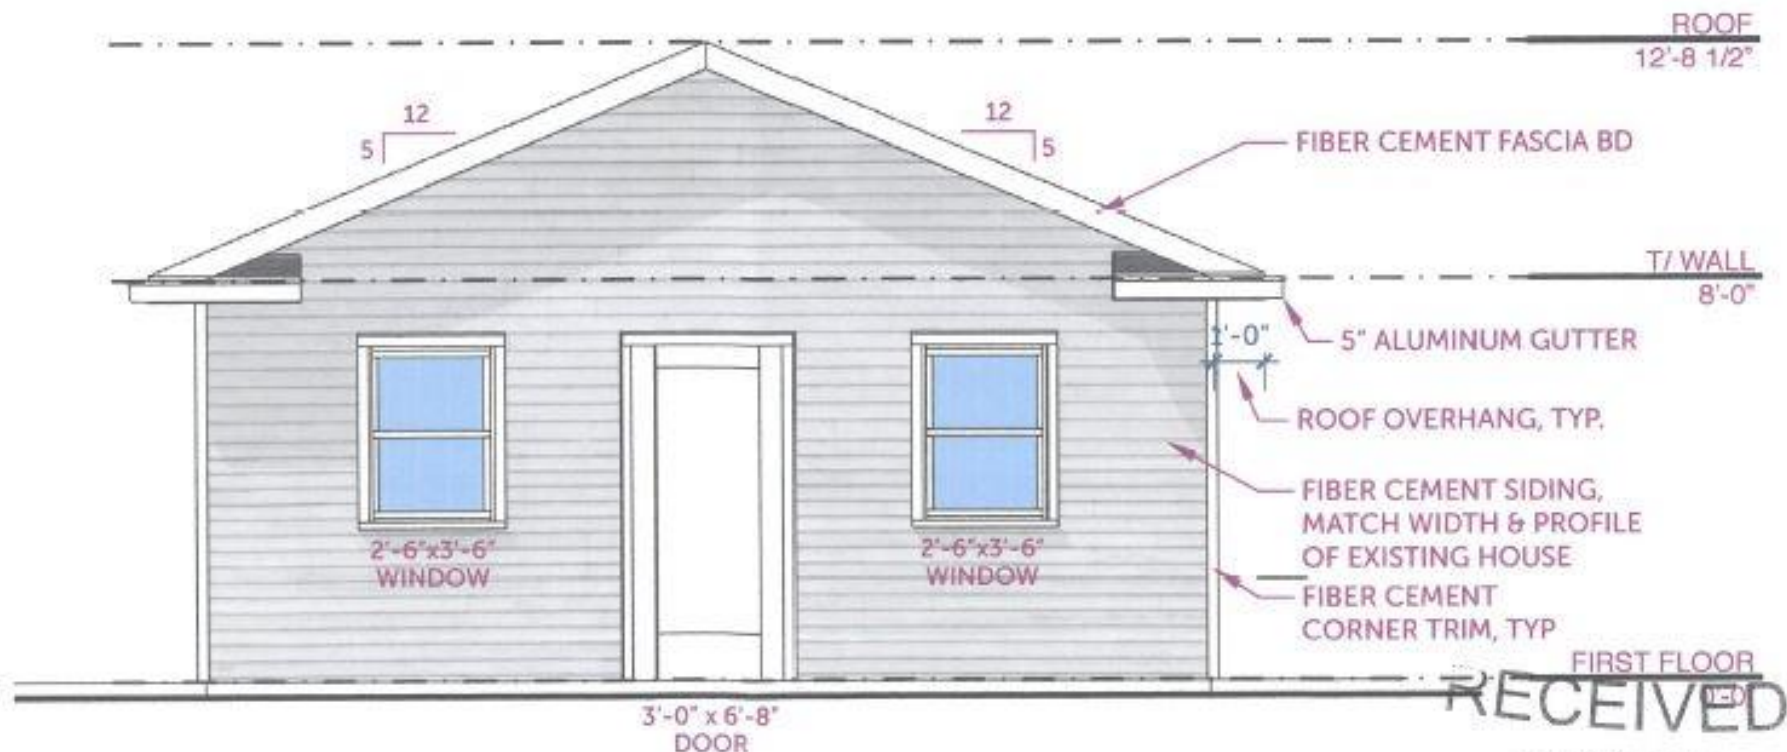 ROOF
12'-8 1/2"
12
5
12
5
FIBER CEMENT FASCIA BD
T/ WALL
8'-0"
1'-0"
5" ALUMINUM GUTTER
ROOF OVERHANG, TYP.
FIBER CEMENT SIDING,
MATCH WIDTH & PROFILE
OF EXISTING HOUSE
2'-6"x3'-6"
WINDOW
2'-6"x3'-6"
WINDOW
FIBER CEMENT
CORNER TRIM, TYP
FIRST FLOOR
RECEIVED
3'-0" x 6'-8"
DOOR